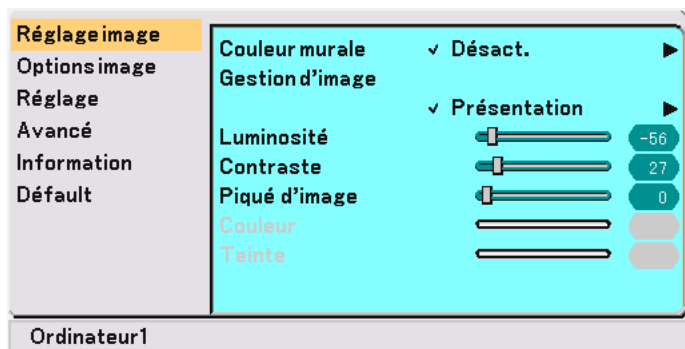 Réglage image
Options image
Réglage
Avancé
Information
Défault
Couleur murale ✓ Désact. ▶
Gestion d'image
✓ Présentation ▶
Luminosité -56
Contraste 27
Piqué d'image 0
Couleur
Teinte
Ordinateur1